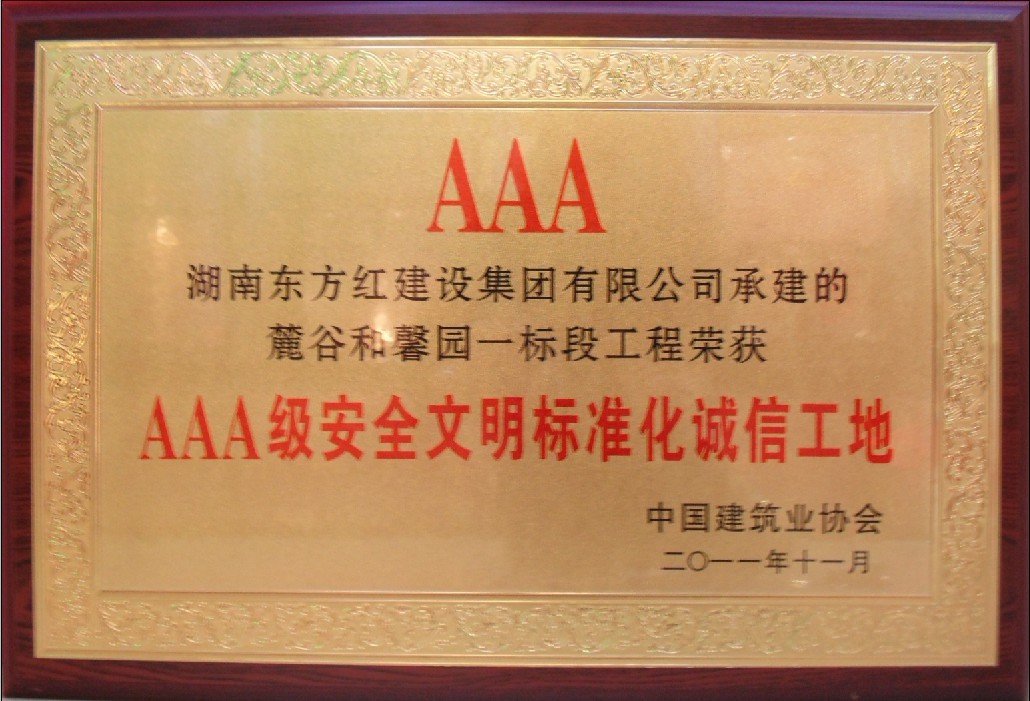 AAA
湖南东方红建设集团有限公司承建的
麓谷和馨园一标段工程荣获
AAA级安全文明标准化诚信工地
中国建筑业协会
二〇一一年十一月